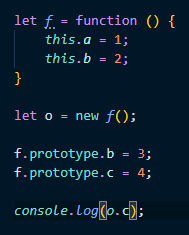 let f = function () {
    this.a = 1;
    this.b = 2;
}
let o = new f();
f.prototype.b = 3;
f.prototype.c = 4;
console.log(o.c);